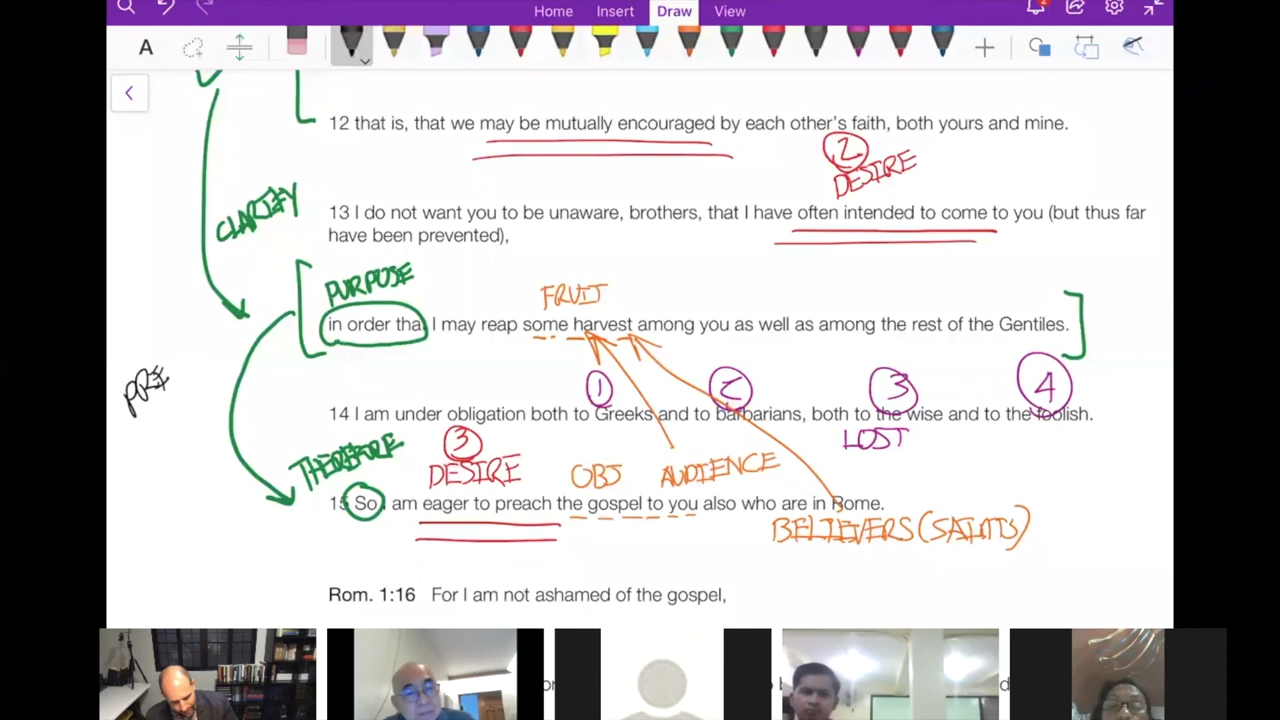 Home Insert Draw View
A
12 that is, that we may be mutually encouraged by each other's faith, both yours and mine.
2
DESIRE
CLARIFY
13 I do not want you to be unaware, brothers, that I have often intended to come to you (but thus far
have been prevented),
PURPOSE
FRUIT
in order that I may reap some harvest among you as well as among the rest of the Gentiles.
PRE
1 2 3 4
14 I am under obligation both to Greeks and to barbarians, both to the wise and to the foolish.
LOST
THEREFORE
3
DESIRE OBJ AUDIENCE
15 So I am eager to preach the gospel to you also who are in Rome.
BELIEVERS (SAINTS)
Rom. 1:16 For I am not ashamed of the gospel,